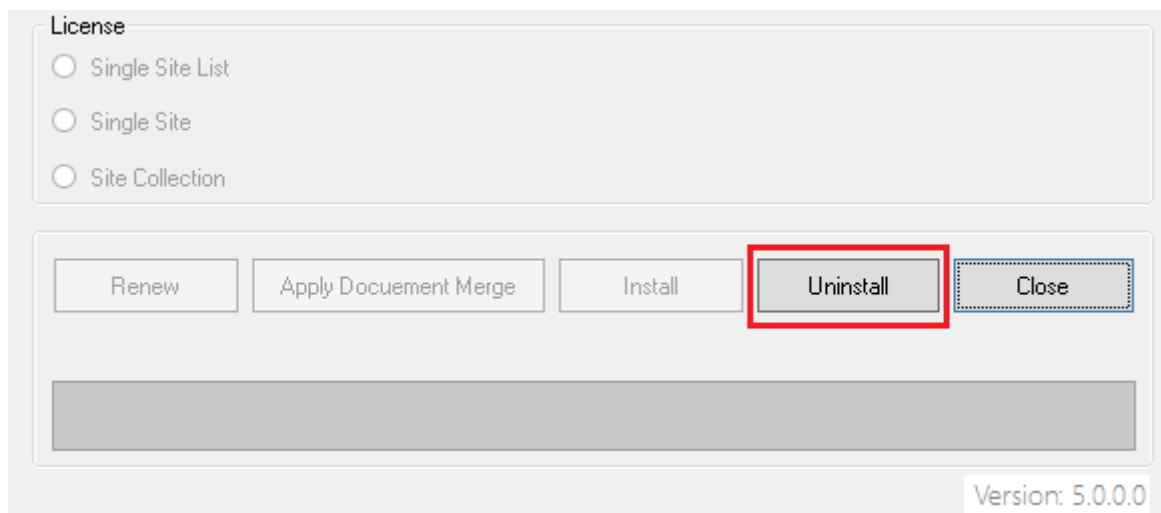 License
Single Site List
Single Site
Site Collection
Renew Apply Docuement Merge Install Uninstall Close
Version: 5.0.0.0